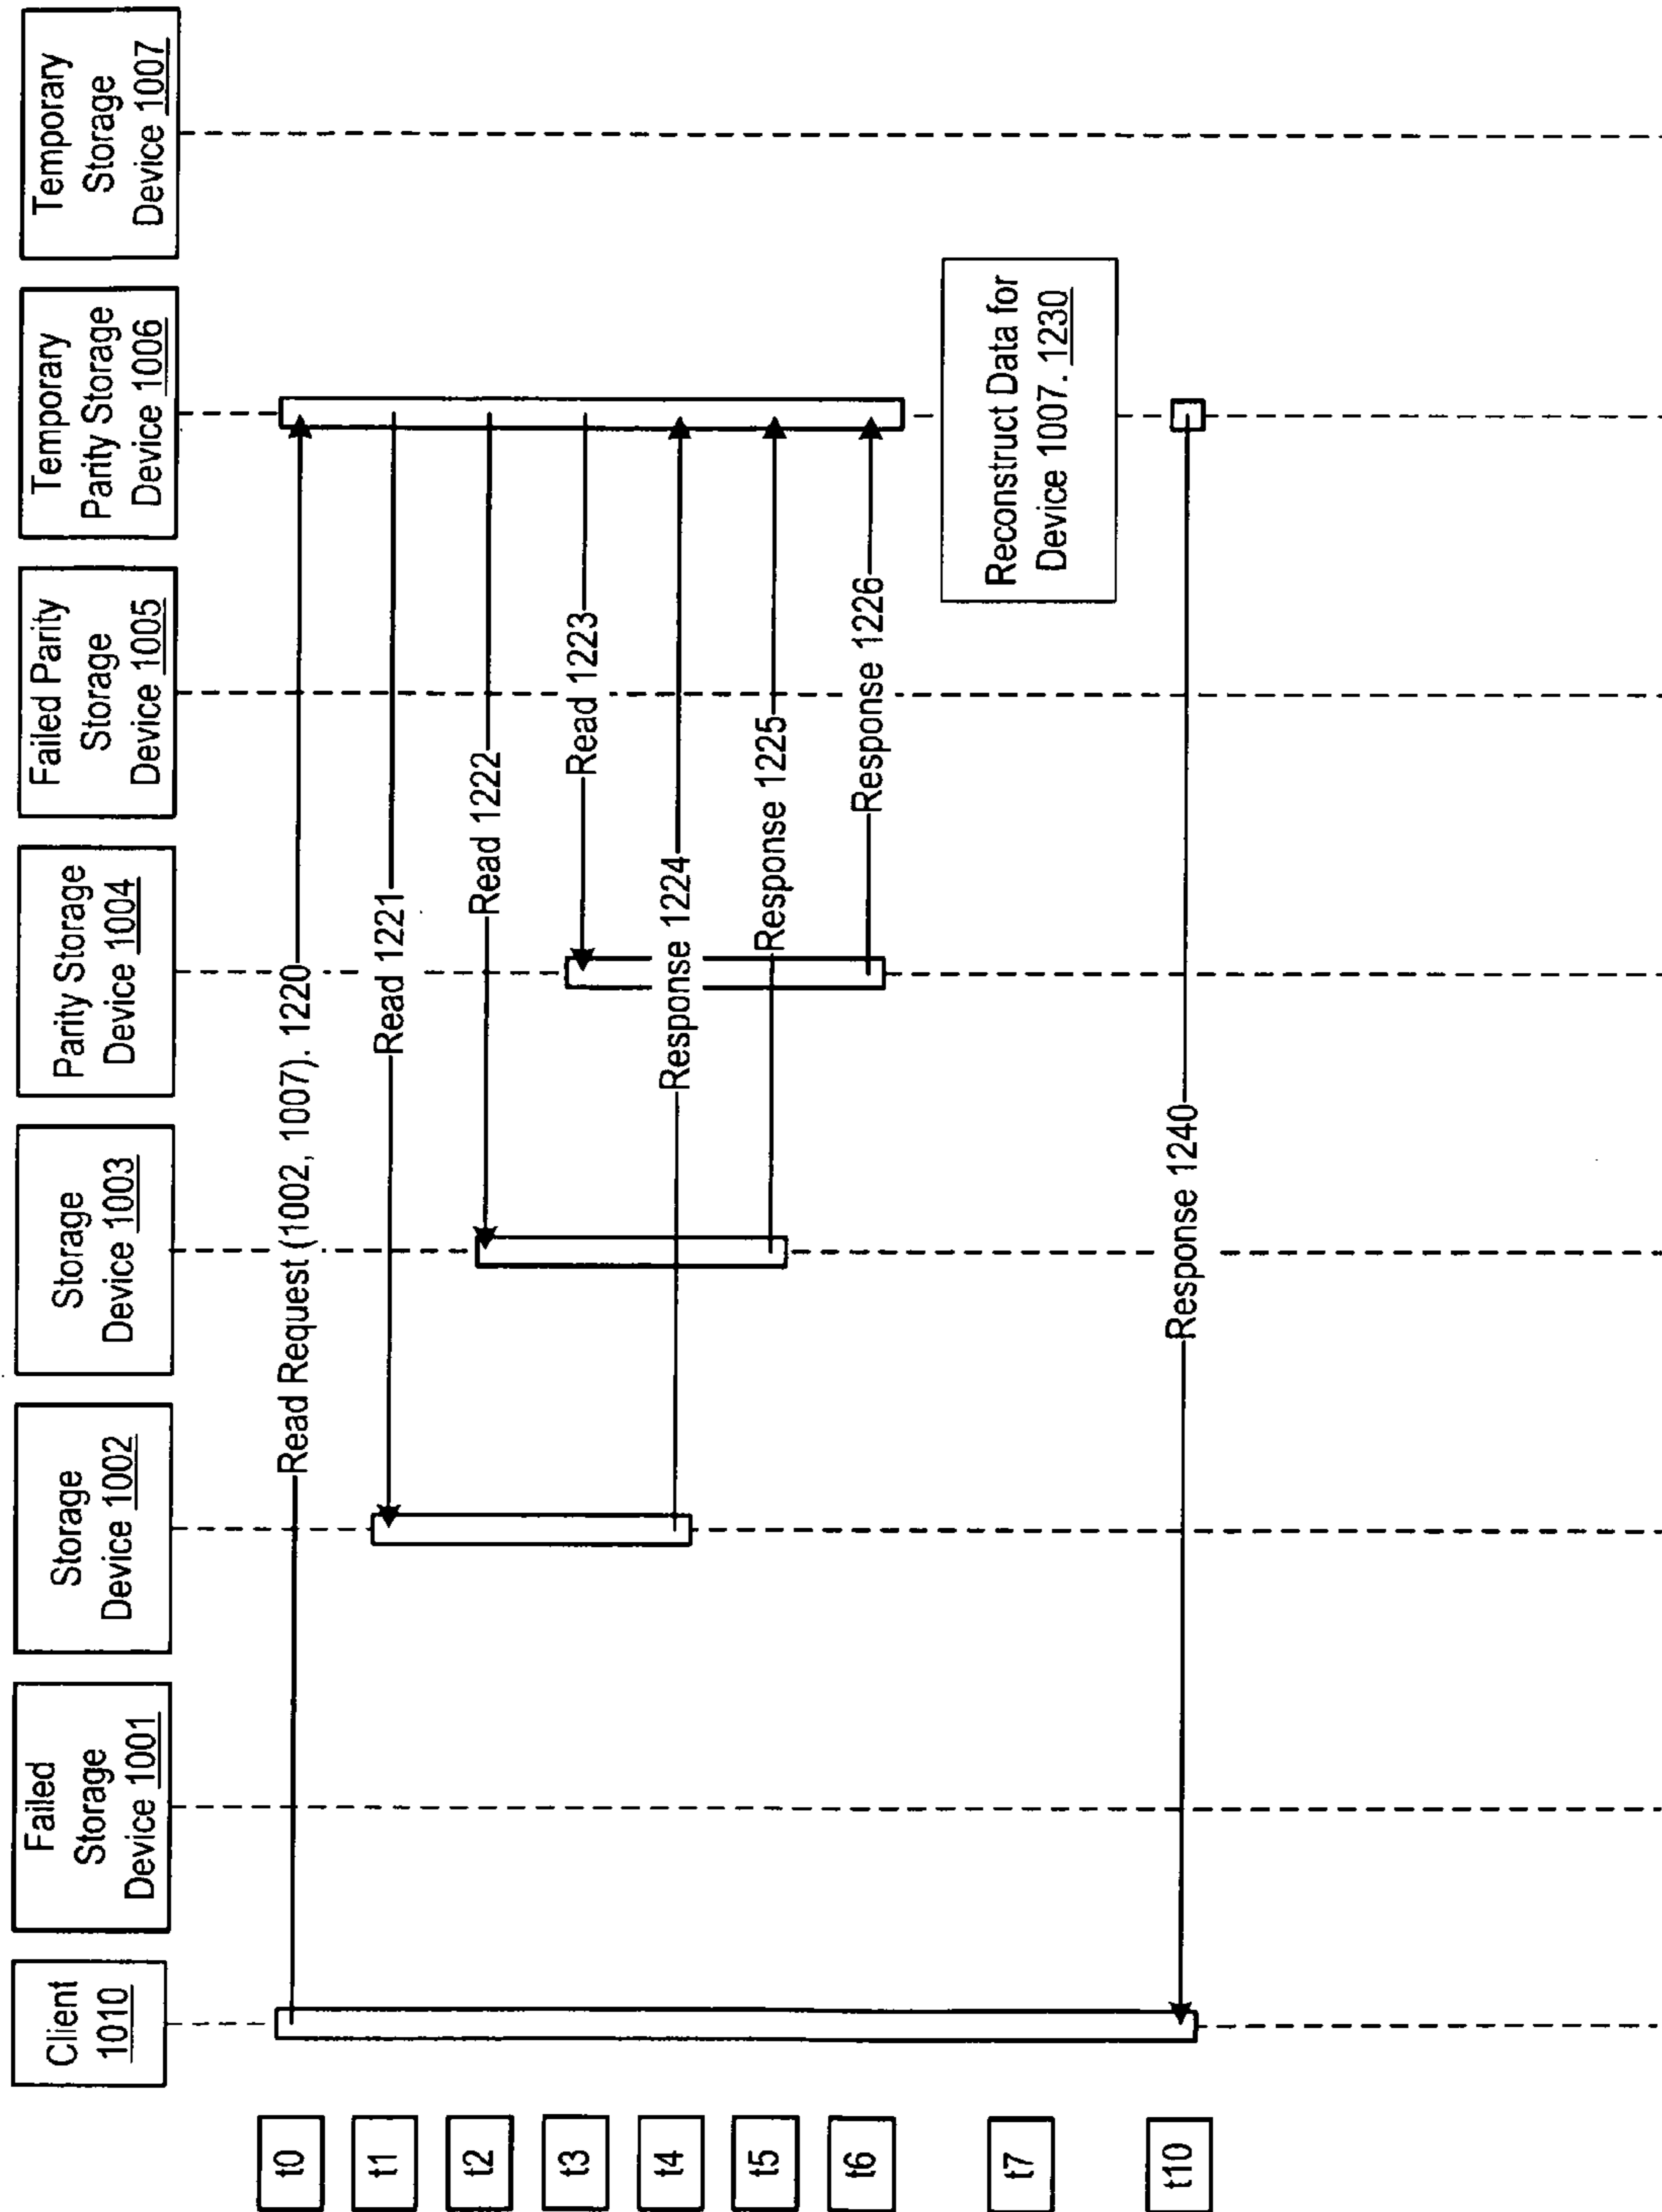 Client
1010
Failed
Storage
Device 1001
Storage
Device 1002
Storage
Device 1003
Parity Storage
Device 1004
Failed Parity
Storage
Device 1005
Temporary
Parity Storage
Device 1006
Temporary
Storage
Device 1007
t0
Read Request (1002, 1007). 1220
t1
Read 1221
t2
Read 1222
t3
Read 1223
t4
Response 1224
t5
Response 1225
t6
Response 1226
t7
Reconstruct Data for
Device 1007. 1230
t10
Response 1240